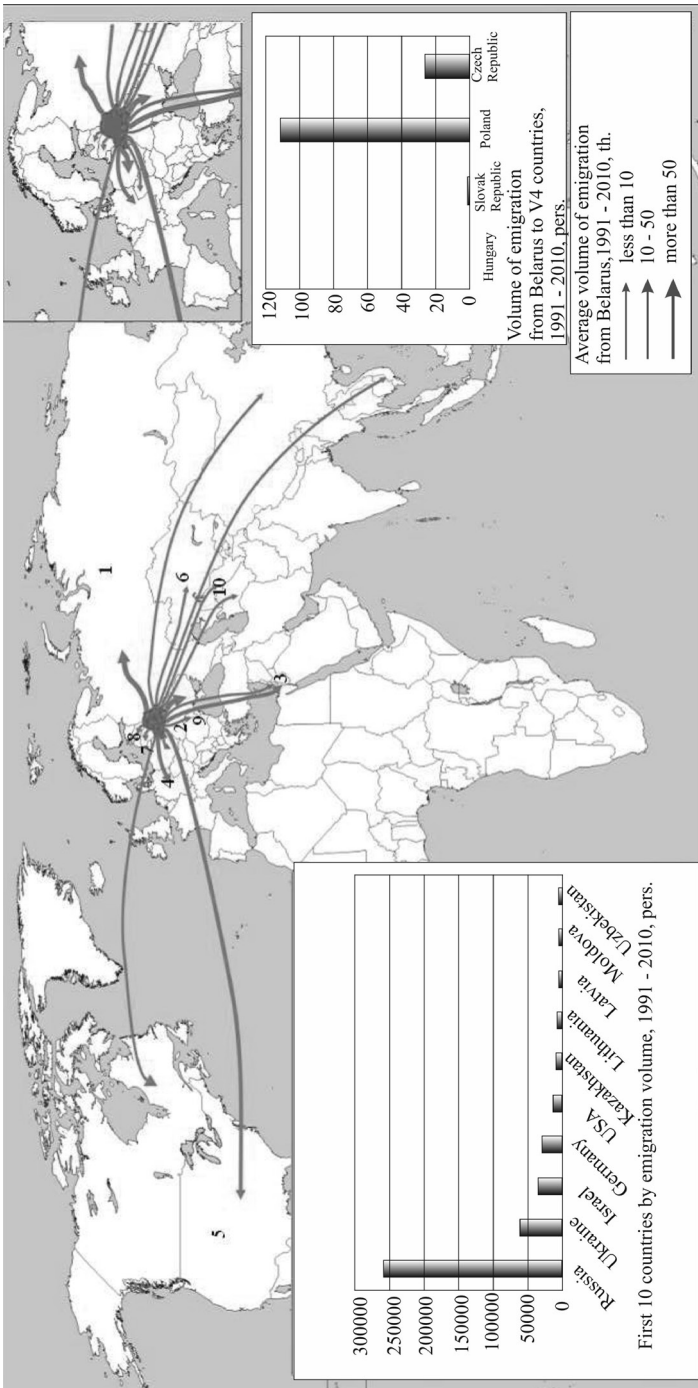 1
2
3
4
5
6
7
8
9
10
300000
250000
200000
150000
100000
50000
0
Russia
Ukraine
Israel
Germany
USA
Kazakhstan
Lithuania
Latvia
Moldova
Uzbekistan
First 10 countries by emigration volume, 1991 - 2010, pers.
120
100
80
60
40
20
0
Hungary
Slovak
Republic
Poland
Czech
Republic
Volume of emigration
from Belarus to V4 countries,
1991 - 2010, pers.
Average volume of emigration
from Belarus,1991 - 2010, th.
less than 10
10 - 50
more than 50